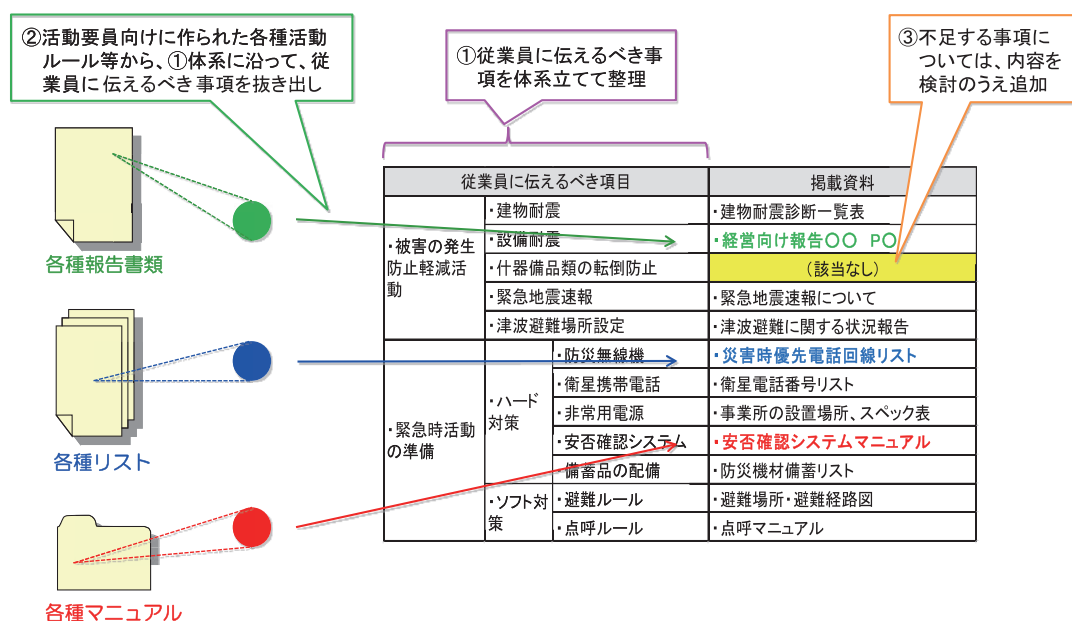 ②活動要員向けに作られた各種活動
ルール等から、①体系に沿って、従
業員に伝えるべき事項を抜き出し
①従業員に伝えるべき事
項を体系立てて整理
③不足する事項に
ついては、内容を
検討のうえ追加
各種報告書類
各種リスト
各種マニュアル
従業員に伝えるべき項目
掲載資料
・被害の発生
防止軽減活
動
・建物耐震
・建物耐震診断一覧表
・設備耐震
・経営向け報告〇〇 P〇
・什器備品類の転倒防止
（該当なし）
・緊急地震速報
・緊急地震速報について
・津波避難場所設定
・津波避難に関する状況報告
・緊急時活動
の準備
・ハード
対策
・防災無線機
・災害時優先電話回線リスト
・衛星携帯電話
・衛星電話番号リスト
・非常用電源
・事業所の設置場所、スペック表
・安否確認システム
・安否確認システムマニュアル
・備蓄品の配備
・防災機材備蓄リスト
・ソフト対
策
・避難ルール
・避難場所・避難経路図
・点呼ルール
・点呼マニュアル